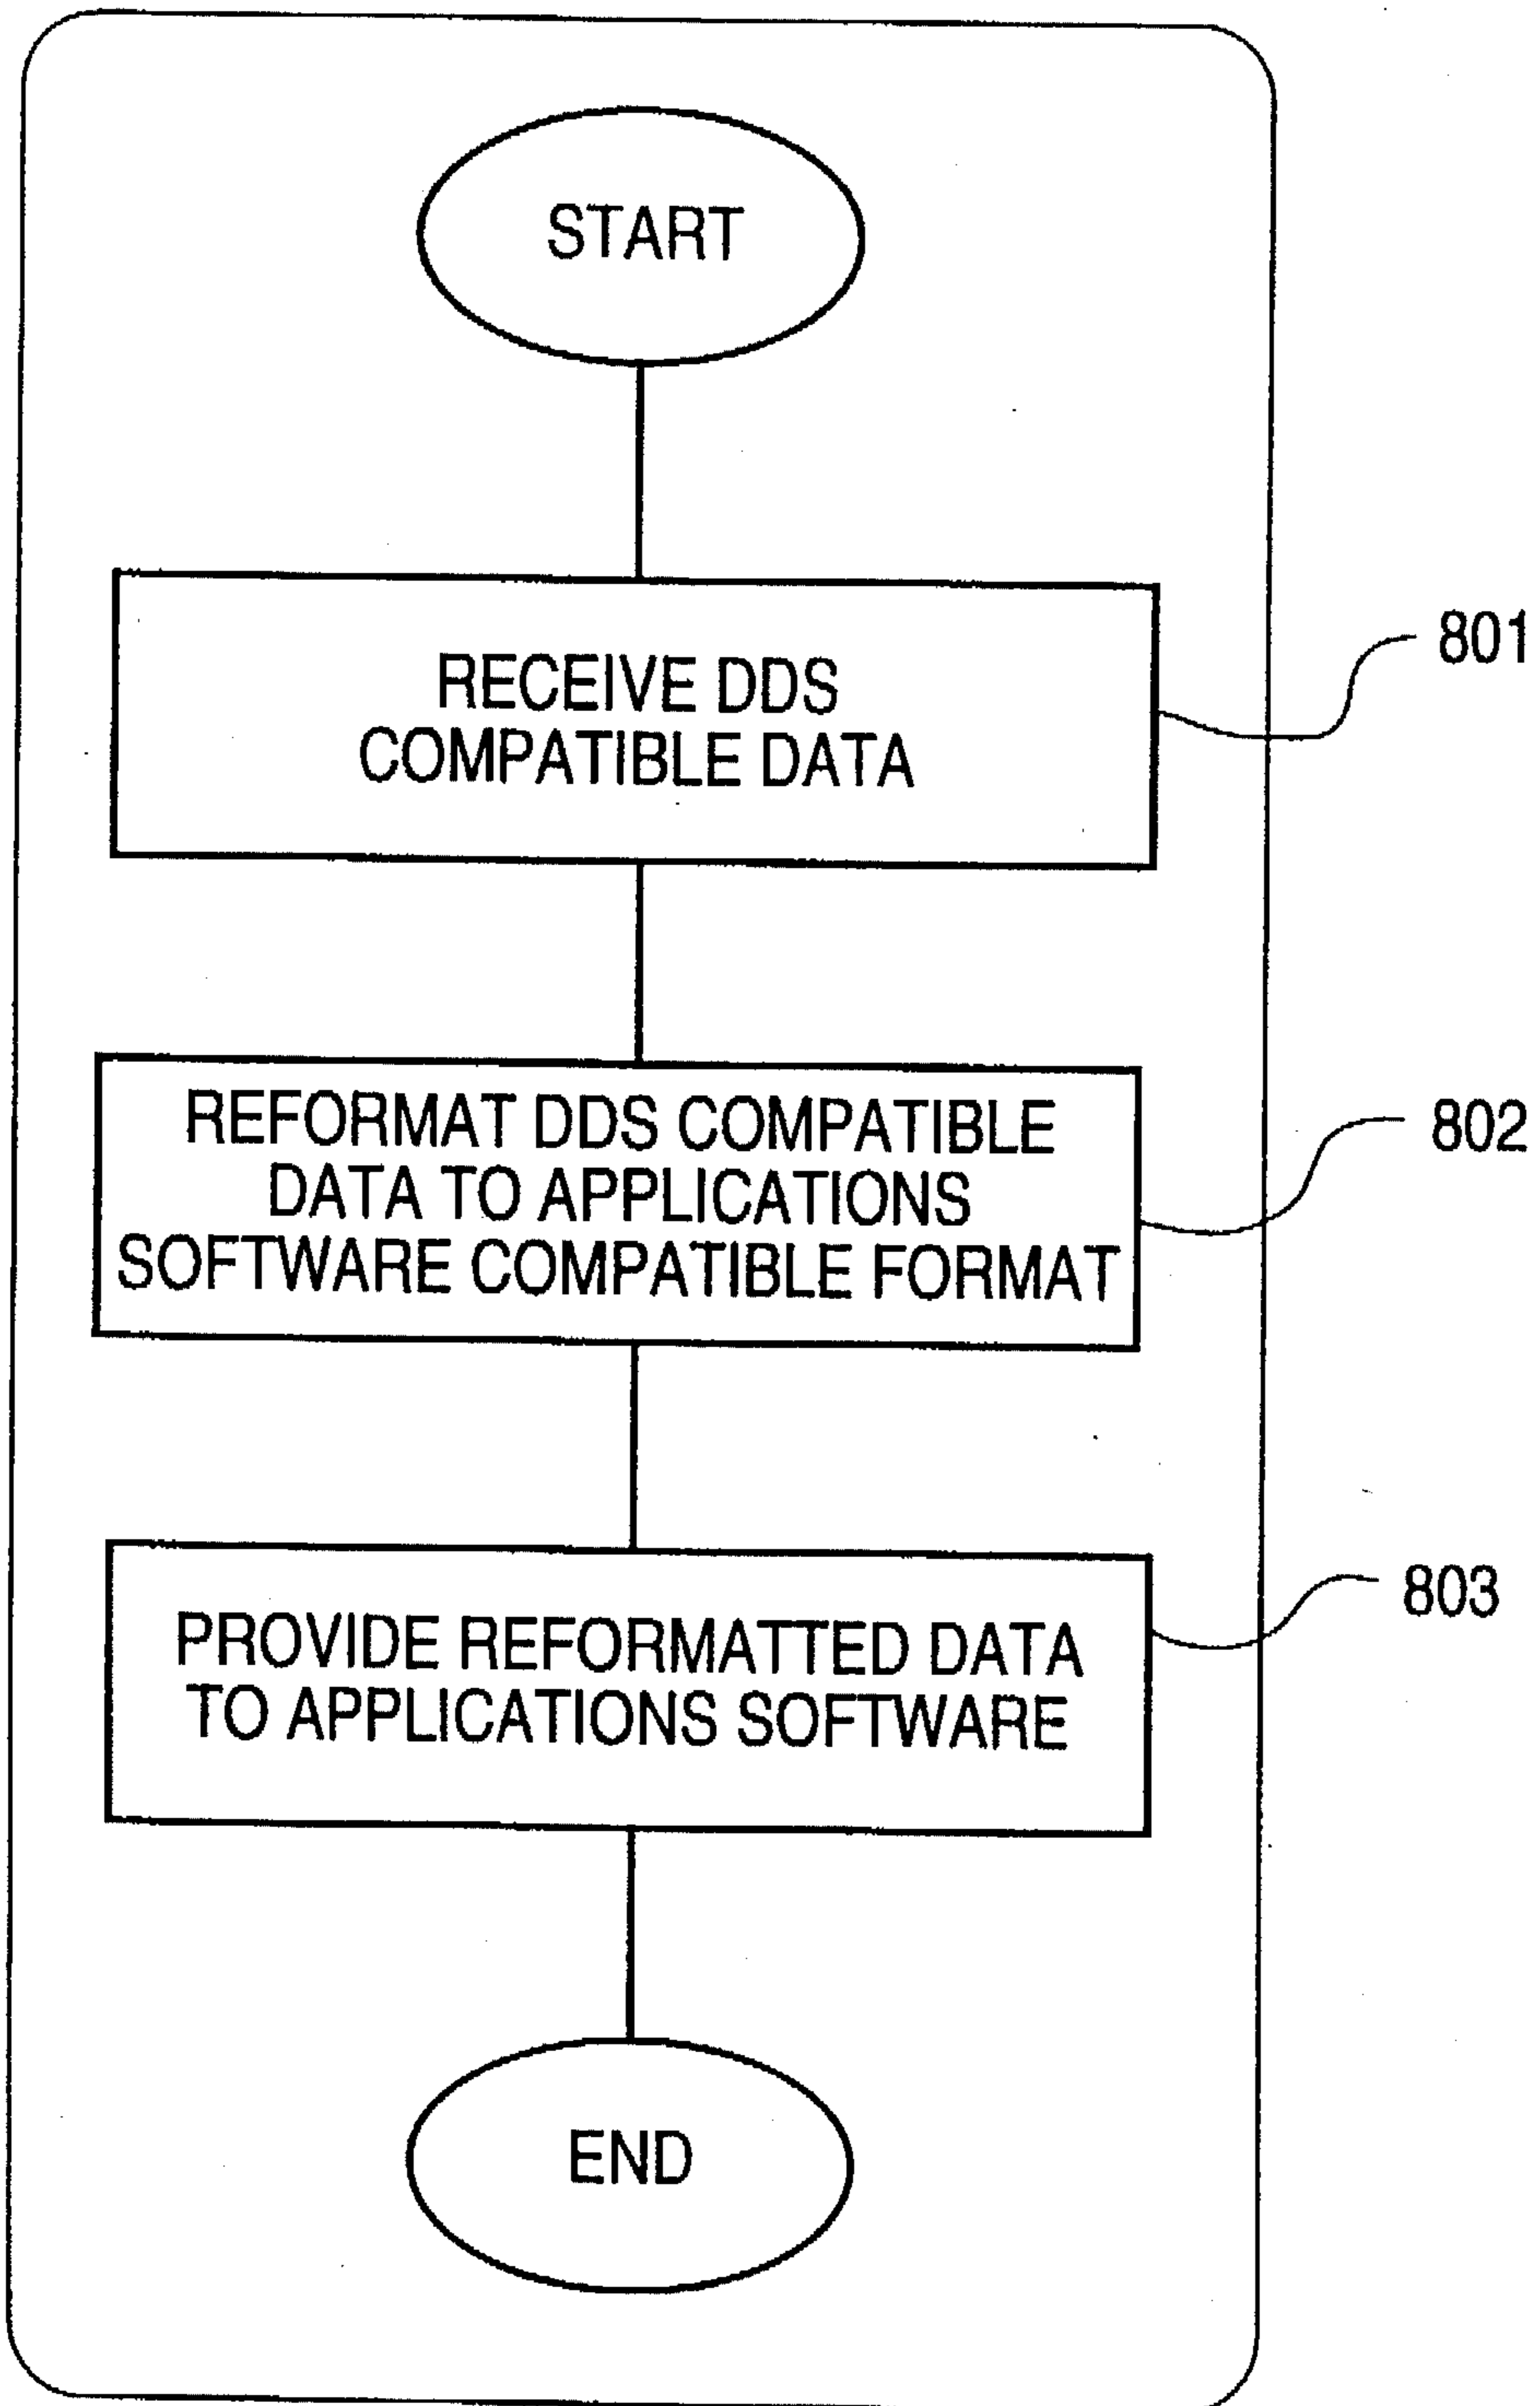 START
RECEIVE DDS
COMPATIBLE DATA
801
REFORMAT DDS COMPATIBLE
DATA TO APPLICATIONS
SOFTWARE COMPATIBLE FORMAT
802
PROVIDE REFORMATTED DATA
TO APPLICATIONS SOFTWARE
803
END